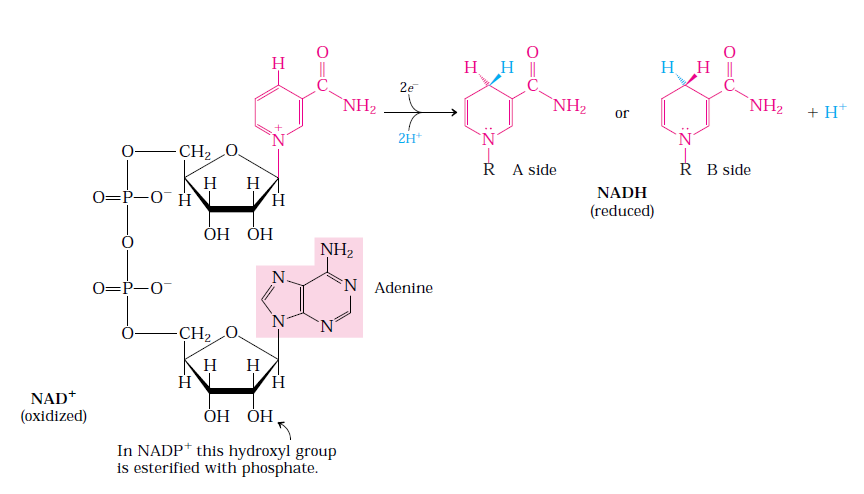 H
O
C
NH₂
N
+
2e⁻
2H⁺
H H
O
C
NH₂
N̈
R A side
or
H H
O
C
NH₂
N̈
R B side
+ H⁺
NADH
(reduced)
O CH₂ O
O=P—O⁻ H H H H
OH OH
O
O=P—O⁻
NH₂
N N
N N
Adenine
O CH₂ O
H H H H
OH OH
NAD⁺
(oxidized)
In NADP⁺ this hydroxyl group
is esterified with phosphate.